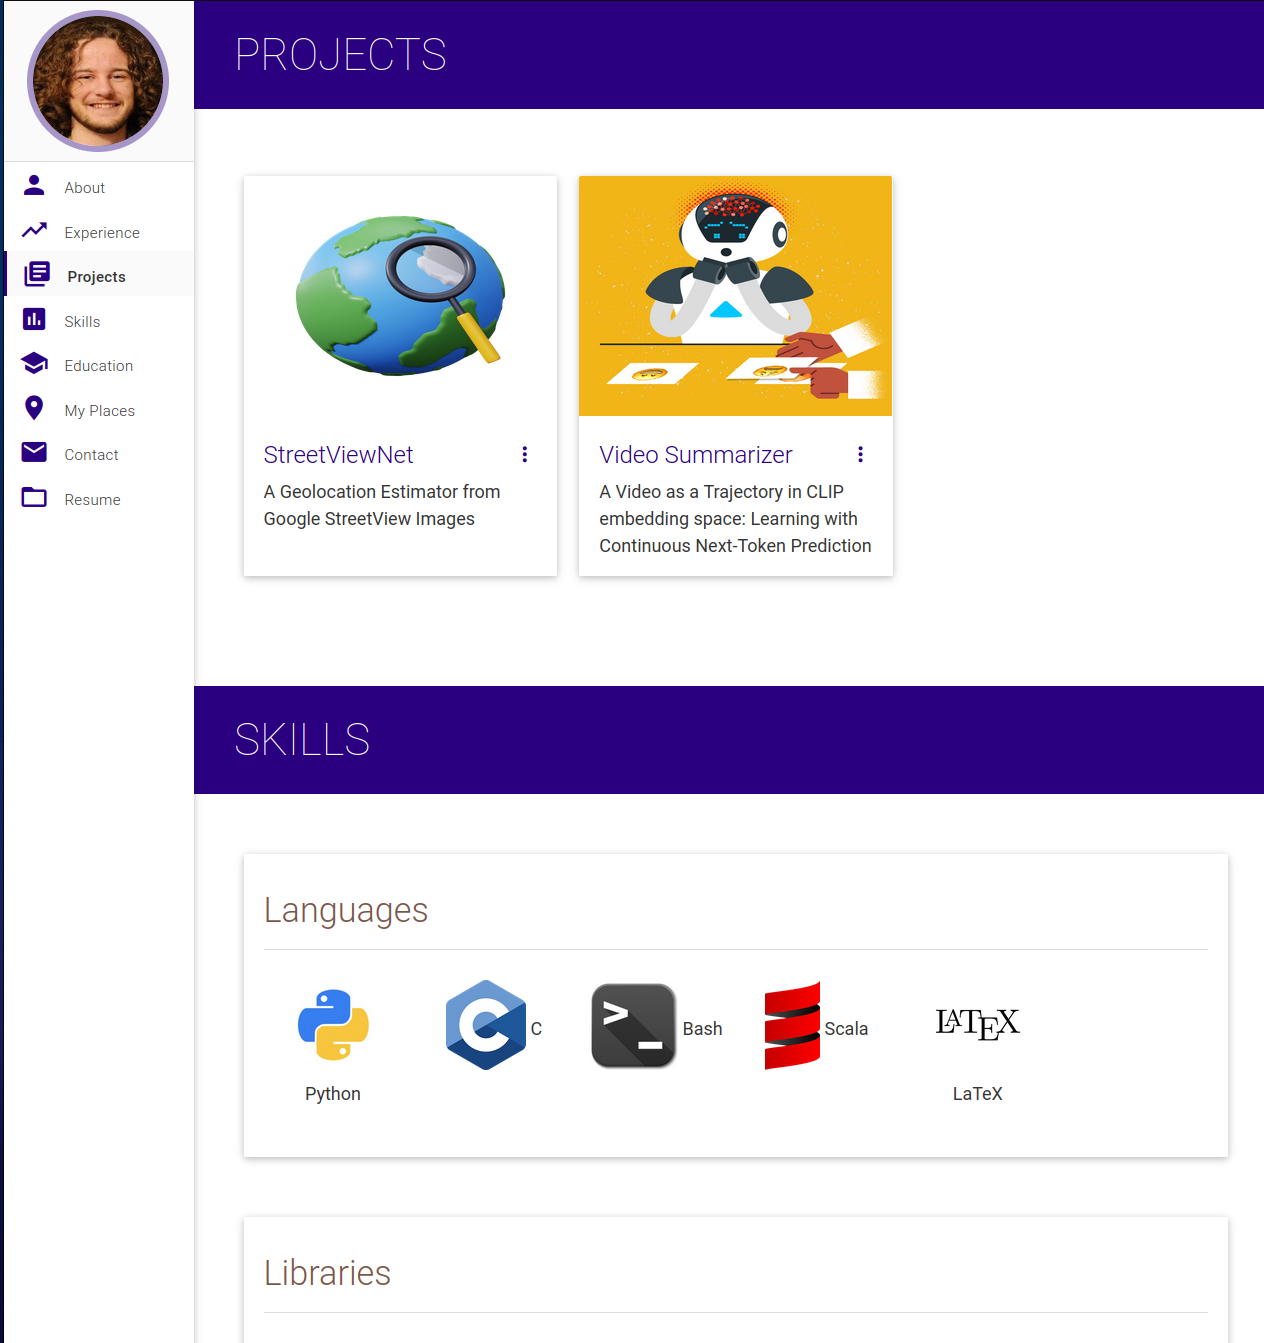 PROJECTS
About
Experience
Projects
Skills
Education
My Places
Contact
Resume
StreetViewNet
A Geolocation Estimator from
Google StreetView Images
Video Summarizer
A Video as a Trajectory in CLIP
embedding space: Learning with
Continuous Next-Token Prediction
SKILLS
Languages
Python
C
C
>_
Bash
Scala
LATEX
LaTeX
Libraries